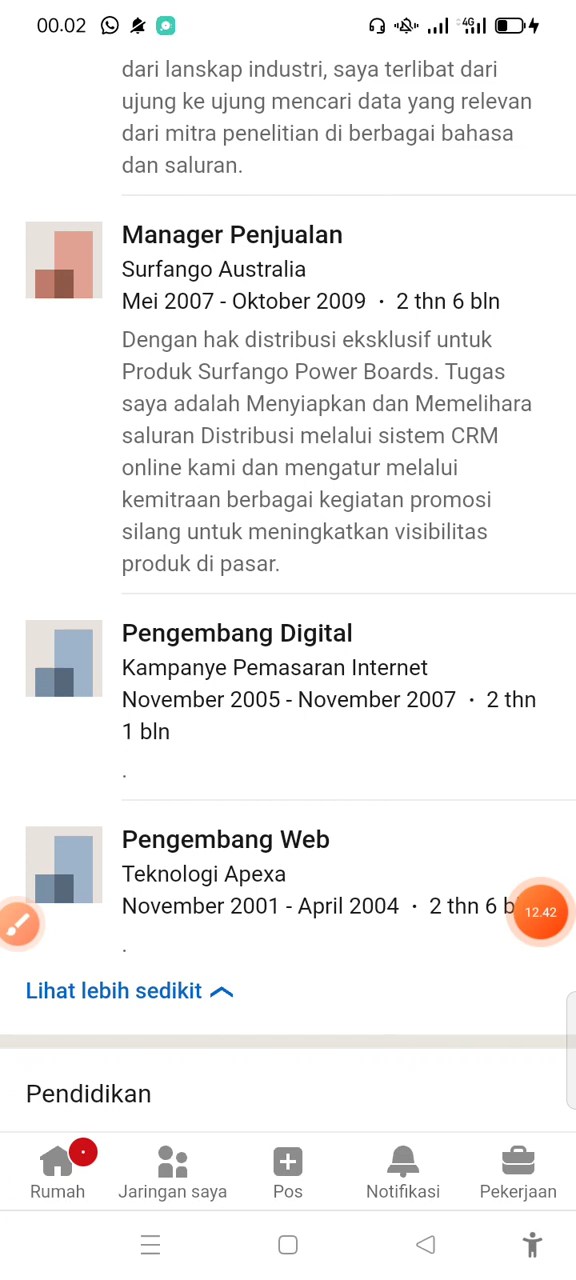 00.02
4G
dari lanskap industri, saya terlibat dari
ujung ke ujung mencari data yang relevan
dari mitra penelitian di berbagai bahasa
dan saluran.
Manager Penjualan
Surfango Australia
Mei 2007 - Oktober 2009 · 2 thn 6 bln
Dengan hak distribusi eksklusif untuk
Produk Surfango Power Boards. Tugas
saya adalah Menyiapkan dan Memelihara
saluran Distribusi melalui sistem CRM
online kami dan mengatur melalui
kemitraan berbagai kegiatan promosi
silang untuk meningkatkan visibilitas
produk di pasar.
Pengembang Digital
Kampanye Pemasaran Internet
November 2005 - November 2007 · 2 thn
1 bln
.
Pengembang Web
Teknologi Apexa
November 2001 - April 2004 · 2 thn 6 b
12.42
.
Lihat lebih sedikit
Pendidikan
Rumah
Jaringan saya
Pos
Notifikasi
Pekerjaan